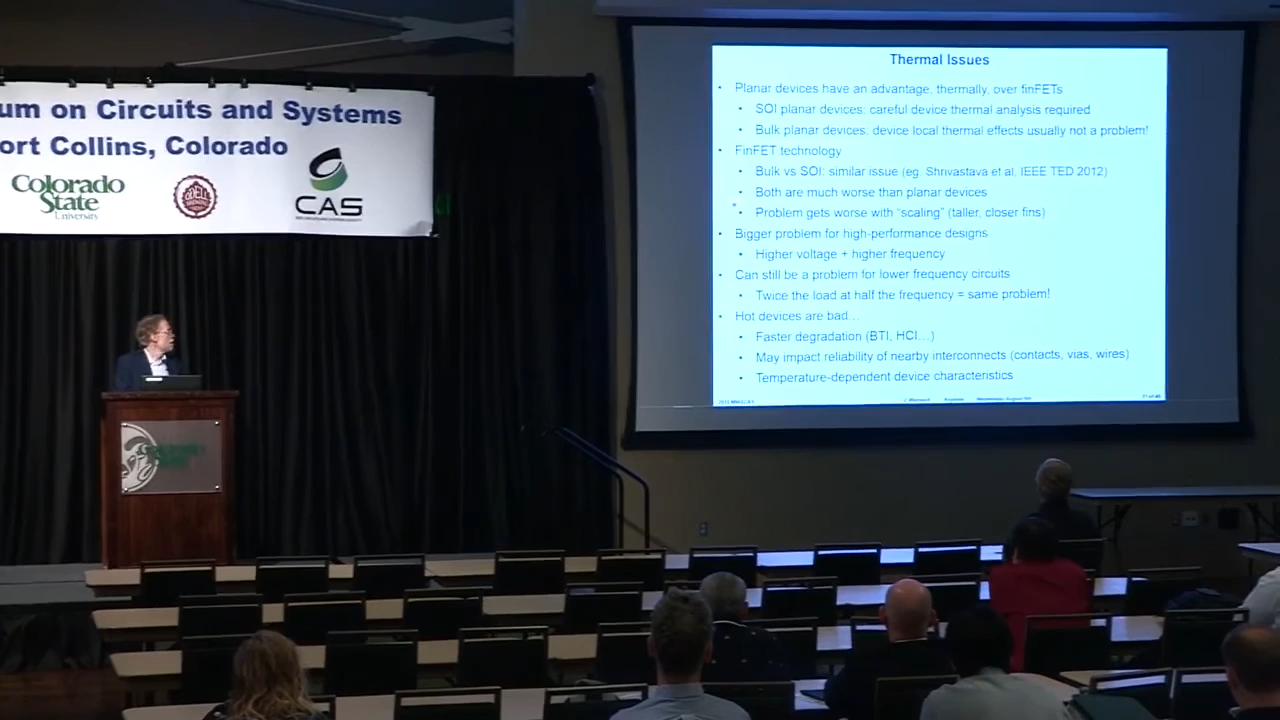 um on Circuits and Systems
ort Collins, Colorado
Colorado
State
University
ODELL
CAS
Thermal Issues
• Planar devices have an advantage, thermally, over finFETs
• SOI planar devices: careful device thermal analysis required
• Bulk planar devices: device local thermal effects usually not a problem!
• FinFET technology
• Bulk vs SOI: similar issue (eg. Shrivastava et al, IEEE TED 2012)
• Both are much worse than planar devices
• Problem gets worse with “scaling” (taller, closer fins)
• Bigger problem for high-performance designs
• Higher voltage + higher frequency
• Can still be a problem for lower frequency circuits
• Twice the load at half the frequency = same problem!
• Hot devices are bad…
• Faster degradation (BTI, HCI…)
• May impact reliability of nearby interconnects (contacts, vias, wires)
• Temperature-dependent device characteristics